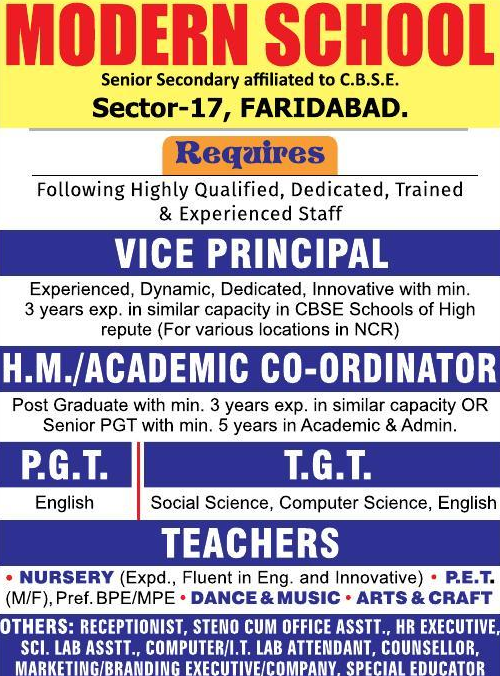 MODERN SCHOOL
Senior Secondary affiliated to C.B.S.E.
Sector-17, FARIDABAD.
Requires
Following Highly Qualified, Dedicated, Trained
& Experienced Staff
VICE PRINCIPAL
Experienced, Dynamic, Dedicated, Innovative with min.
3 years exp. in similar capacity in CBSE Schools of High
repute (For various locations in NCR)
H.M./ACADEMIC CO-ORDINATOR
Post Graduate with min. 3 years exp. in similar capacity OR
Senior PGT with min. 5 years in Academic & Admin.
P.G.T.
English
T.G.T.
Social Science, Computer Science, English
TEACHERS
• NURSERY (Expd., Fluent in Eng. and Innovative) • P.E.T.
(M/F), Pref. BPE/MPE • DANCE & MUSIC • ARTS & CRAFT
OTHERS: RECEPTIONIST, STENO CUM OFFICE ASSTT., HR EXECUTIVE,
SCI. LAB ASSTT., COMPUTER/I.T. LAB ATTENDANT, COUNSELLOR,
MARKETING/BRANDING EXECUTIVE/COMPANY, SPECIAL EDUCATOR